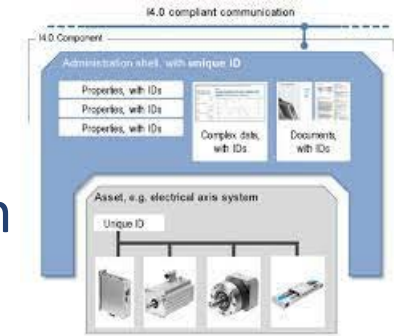 I4.0 compliant communication
I4.0 Component
Administration shell, with unique ID
Properties, with IDs
Properties, with IDs
Properties, with IDs
Complex data,
with IDs
Documents,
with IDs
n
Asset, e.g. electrical axis system
Unique ID